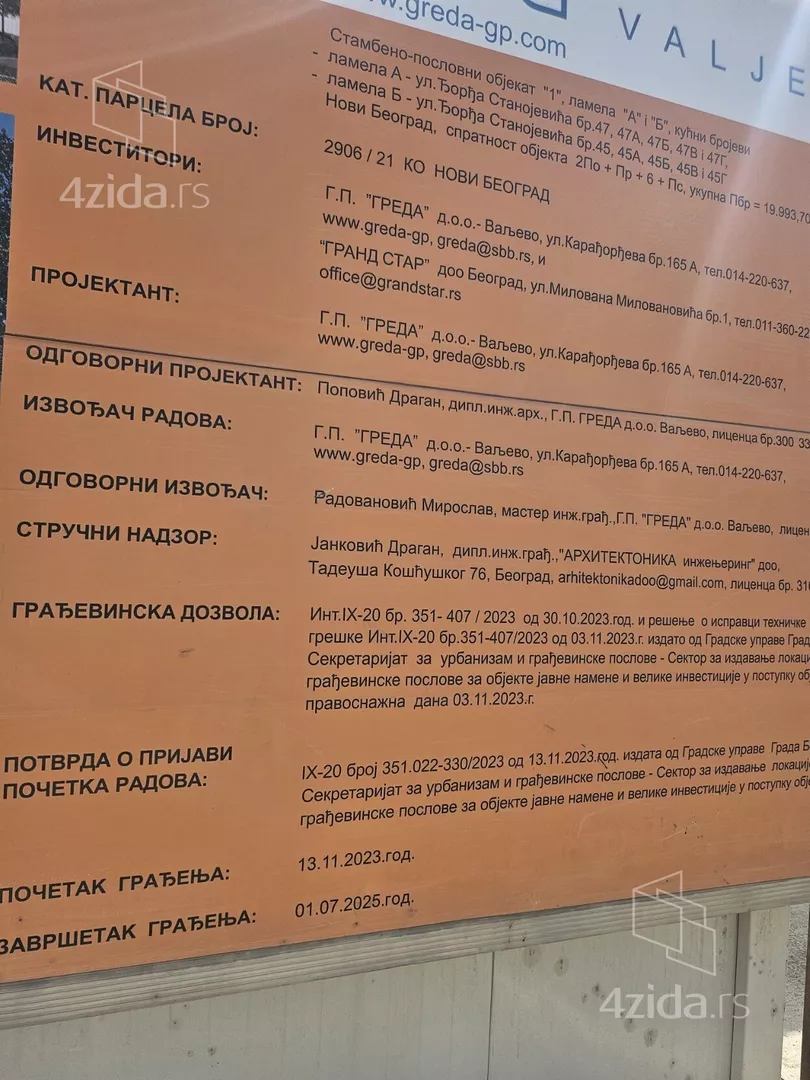 www.greda-gp.com
VALJE
Стамбено-пословни објекат "1", ламела "А" і "Б", кућни бројеви
- ламела А - ул.Ђорђа Станојевића бр.47, 47А, 47Б, 47В і 47Г,
- ламела Б - ул.Ђорђа Станојевића бр.45, 45А, 45Б, 45В і 45Г
Нови Београд, спратност објекта 2По + Пр + 6 + Пс, укупна Пбр = 19.993,70
КАТ. ПАРЦЕЛА БРОЈ:
2906 / 21 КО НОВИ БЕОГРАД
ИНВЕСТИТОРИ:
Г.П. "ГРЕДА" д.о.о.- Ваљево, ул.Карађорђева бр.165 А, тел.014-220-637,
www.greda-gp, greda@sbb.rs, и
"ГРАНД СТАР" доо Београд, ул.Милована Миловановића бр.1, тел.011-360-22
office@grandstar.rs
ПРОЈЕКТАНТ:
Г.П. "ГРЕДА" д.о.о.- Ваљево, ул.Карађорђева бр.165 А, тел.014-220-637,
www.greda-gp, greda@sbb.rs
ОДГОВОРНИ ПРОЈЕКТАНТ:
Поповић Драган, дипл.инж.арх., Г.П. ГРЕДА д.о.о. Ваљево, лиценца бр.300 33
ИЗВОЂАЧ РАДОВА:
Г.П. "ГРЕДА" д.о.о.- Ваљево, ул.Карађорђева бр.165 А, тел.014-220-637,
www.greda-gp, greda@sbb.rs
ОДГОВОРНИ ИЗВОЂАЧ:
Радовановић Мирослав, мастер инж.грађ.,Г.П. "ГРЕДА" д.о.о. Ваљево, лицен
СТРУЧНИ НАДЗОР:
Јанковић Драган, дипл.инж.грађ.,"АРХИТЕКТОНИКА инжењеринг" доо,
Тадеуша Кошћушког 76, Београд, arhitektonikadoo@gmail.com, лиценца бр. 310
ГРАЂЕВИНСКА ДОЗВОЛА:
Инт.IX-20 бр. 351- 407 / 2023 од 30.10.2023.год. и решење о исправци техничке
грешке Инт.IX-20 бр.351-407/2023 од 03.11.2023.г. издато од Градске управе Град
Секретаријат за урбанизам и грађевинске послове - Сектор за издавање локаци
грађевинске послове за објекте јавне намене и велике инвестиције у поступку об
правоснажна дана 03.11.2023.г.
ПОТВРДА О ПРИЈАВИ
ПОЧЕТКА РАДОВА:
IX-20 број 351.022-330/2023 од 13.11.2023.год. издата од Градске управе Града Б
Секретаријат за урбанизам и грађевинске послове - Сектор за издавање локациј
грађевинске послове за објекте јавне намене и велике инвестиције у поступку обј
ПОЧЕТАК ГРАЂЕЊА:
13.11.2023.год.
ЗАВРШЕТАК ГРАЂЕЊА:
01.07.2025.год.
4zida.rs
4zida.rs